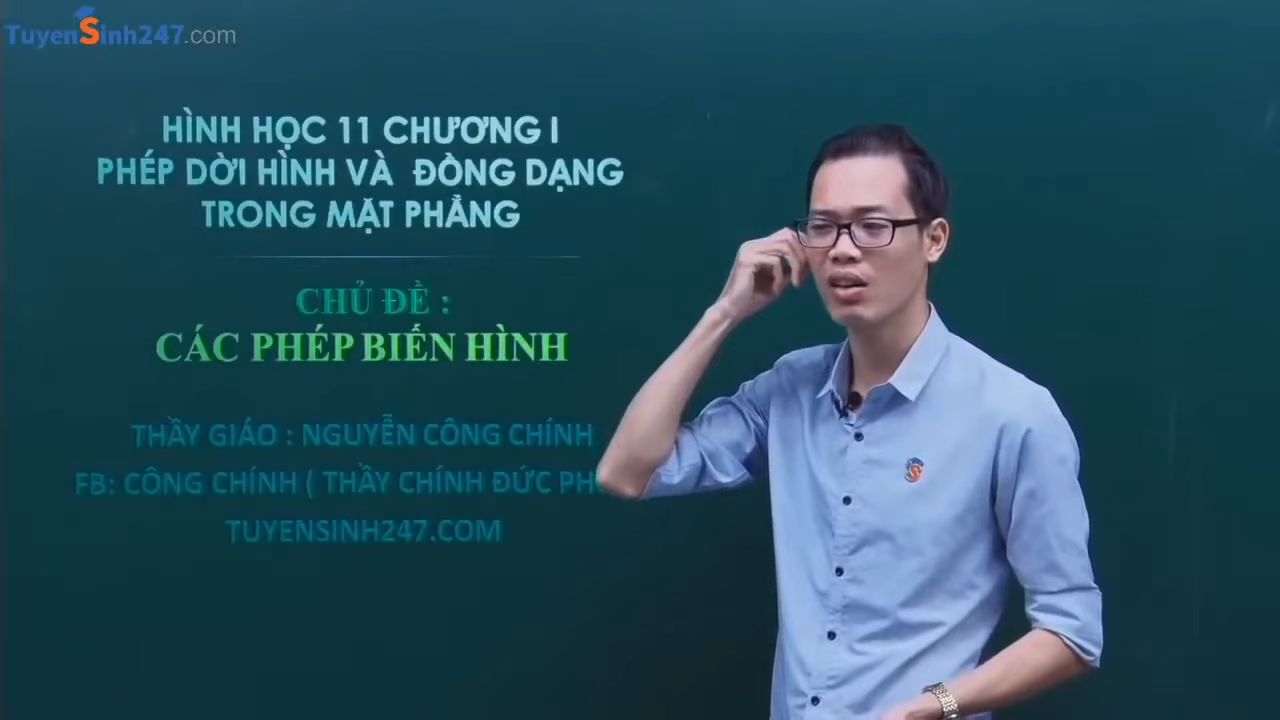 TuyenSinh247.com
HÌNH HỌC 11 CHƯƠNG I
PHÉP DỜI HÌNH VÀ ĐỒNG DẠNG
TRONG MẶT PHẲNG
CHỦ ĐỀ :
CÁC PHÉP BIẾN HÌNH
THẦY GIÁO : NGUYỄN CÔNG CHÍNH
FB: CÔNG CHÍNH ( THẦY CHÍNH ĐỨC
TUYENSINH247.COM